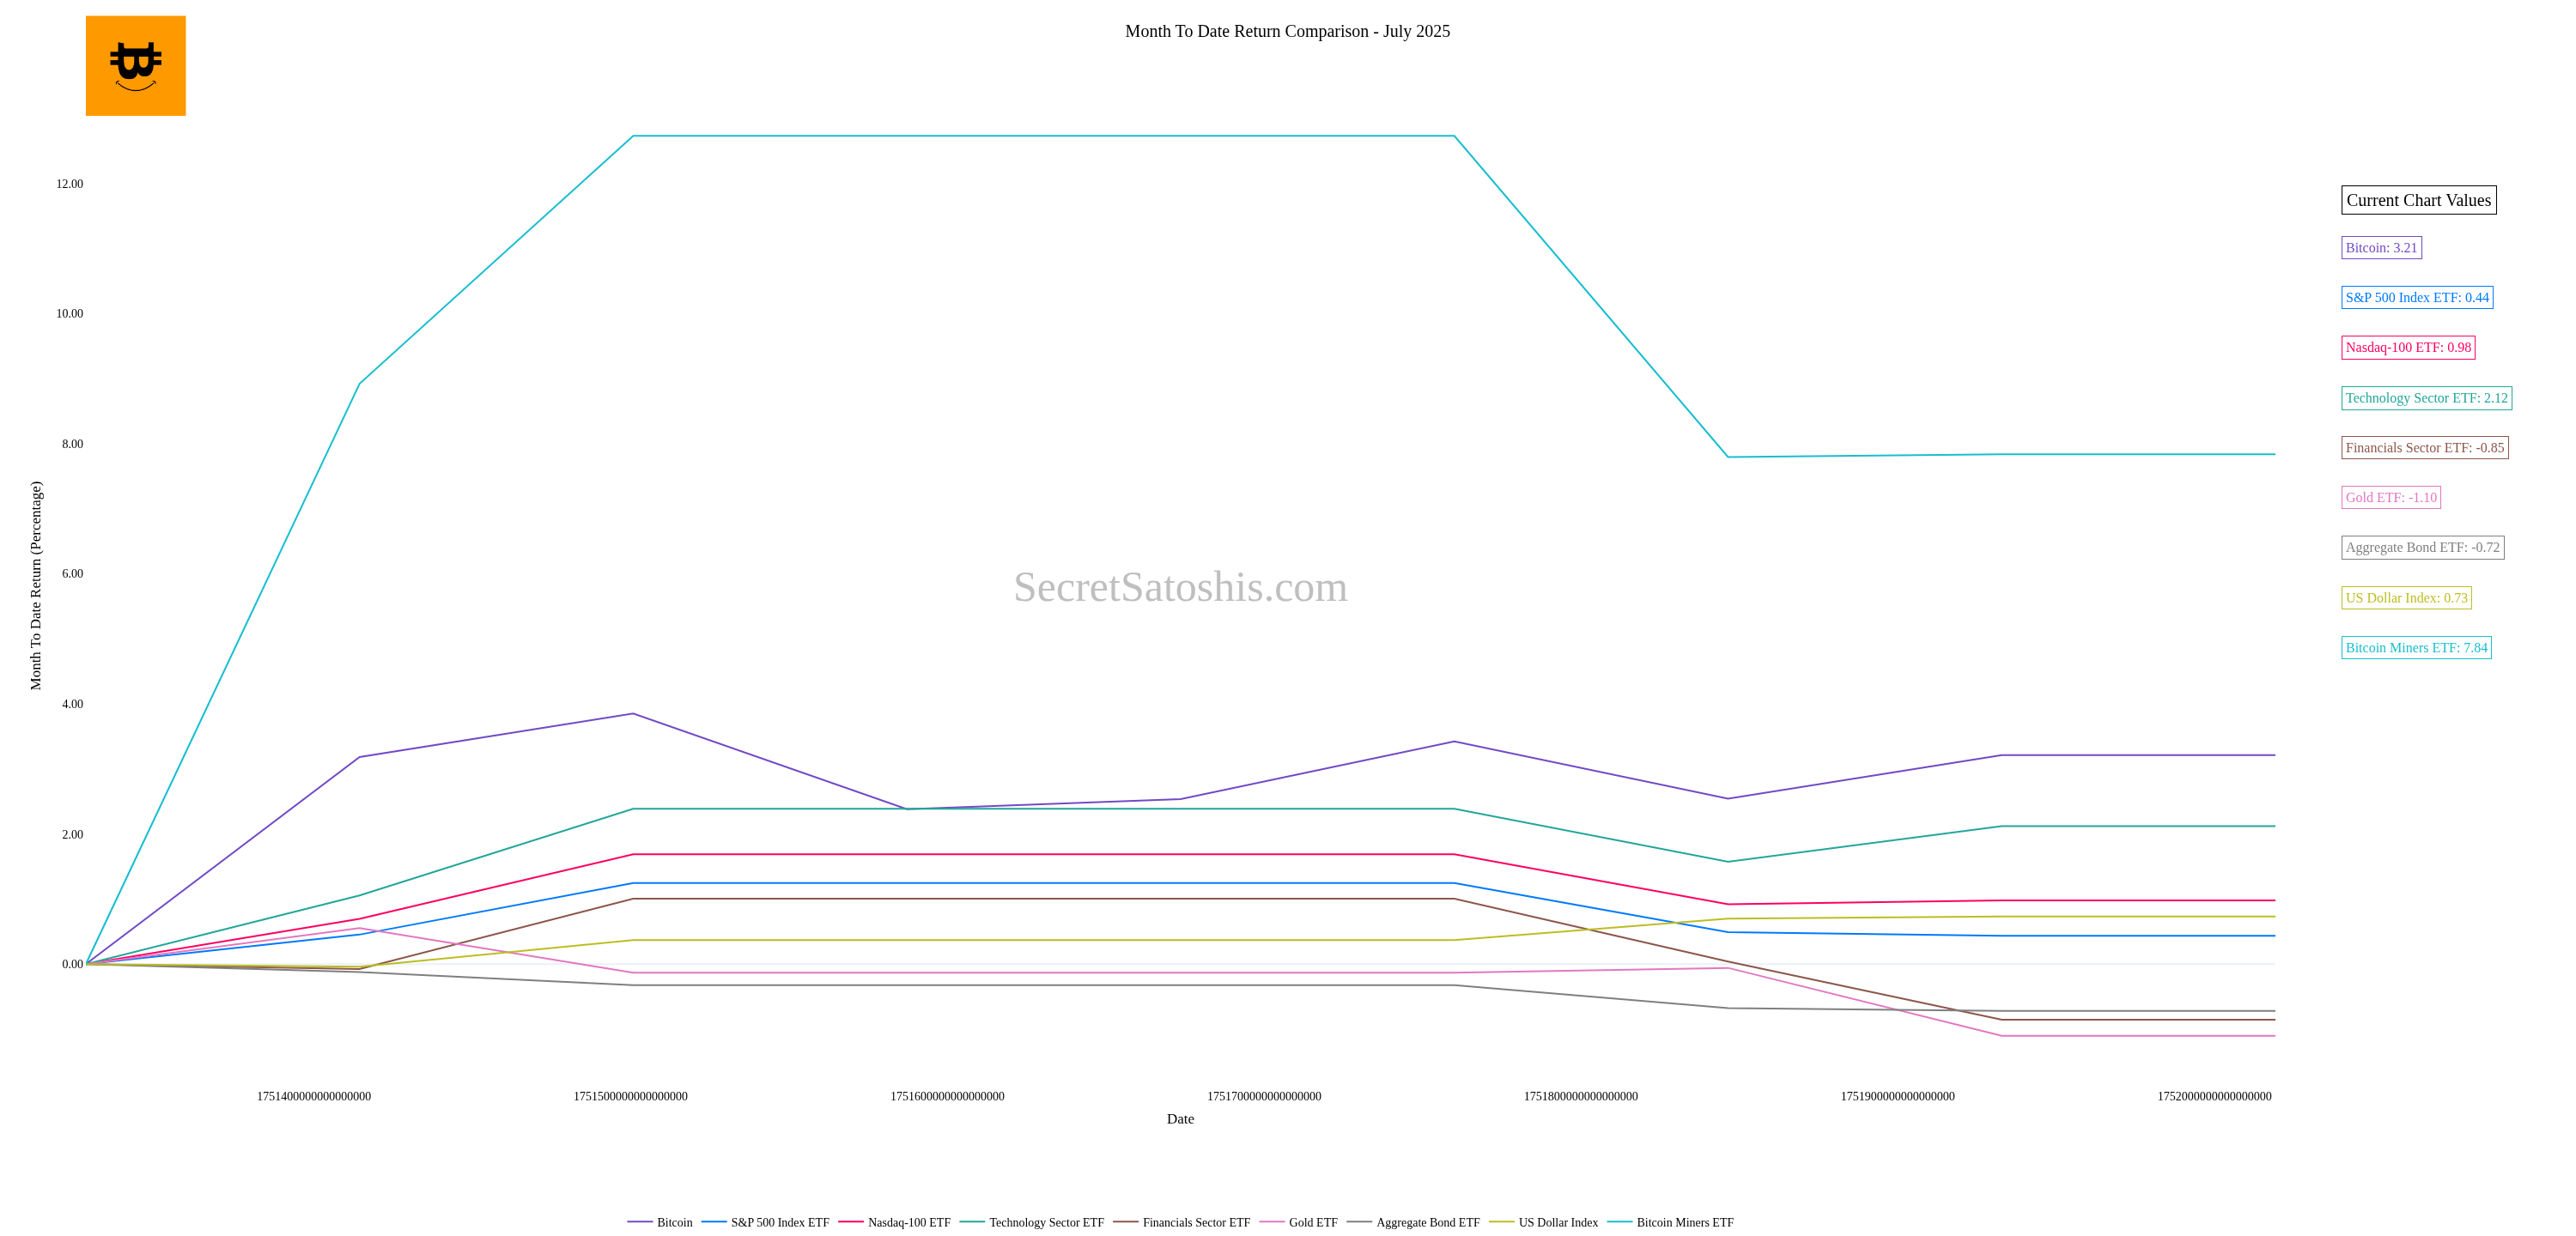 Month To Date Return Comparison - July 2025
12.00
10.00
8.00
6.00
4.00
2.00
0.00
Month To Date Return (Percentage)
SecretSatoshis.com
Current Chart Values
Bitcoin: 3.21
S&P 500 Index ETF: 0.44
Nasdaq-100 ETF: 0.98
Technology Sector ETF: 2.12
Financials Sector ETF: -0.85
Gold ETF: -1.10
Aggregate Bond ETF: -0.72
US Dollar Index: 0.73
Bitcoin Miners ETF: 7.84
1751400000000000000 1751500000000000000 1751600000000000000 1751700000000000000 1751800000000000000 1751900000000000000 1752000000000000000
Date
Bitcoin S&P 500 Index ETF Nasdaq-100 ETF Technology Sector ETF Financials Sector ETF Gold ETF Aggregate Bond ETF US Dollar Index Bitcoin Miners ETF